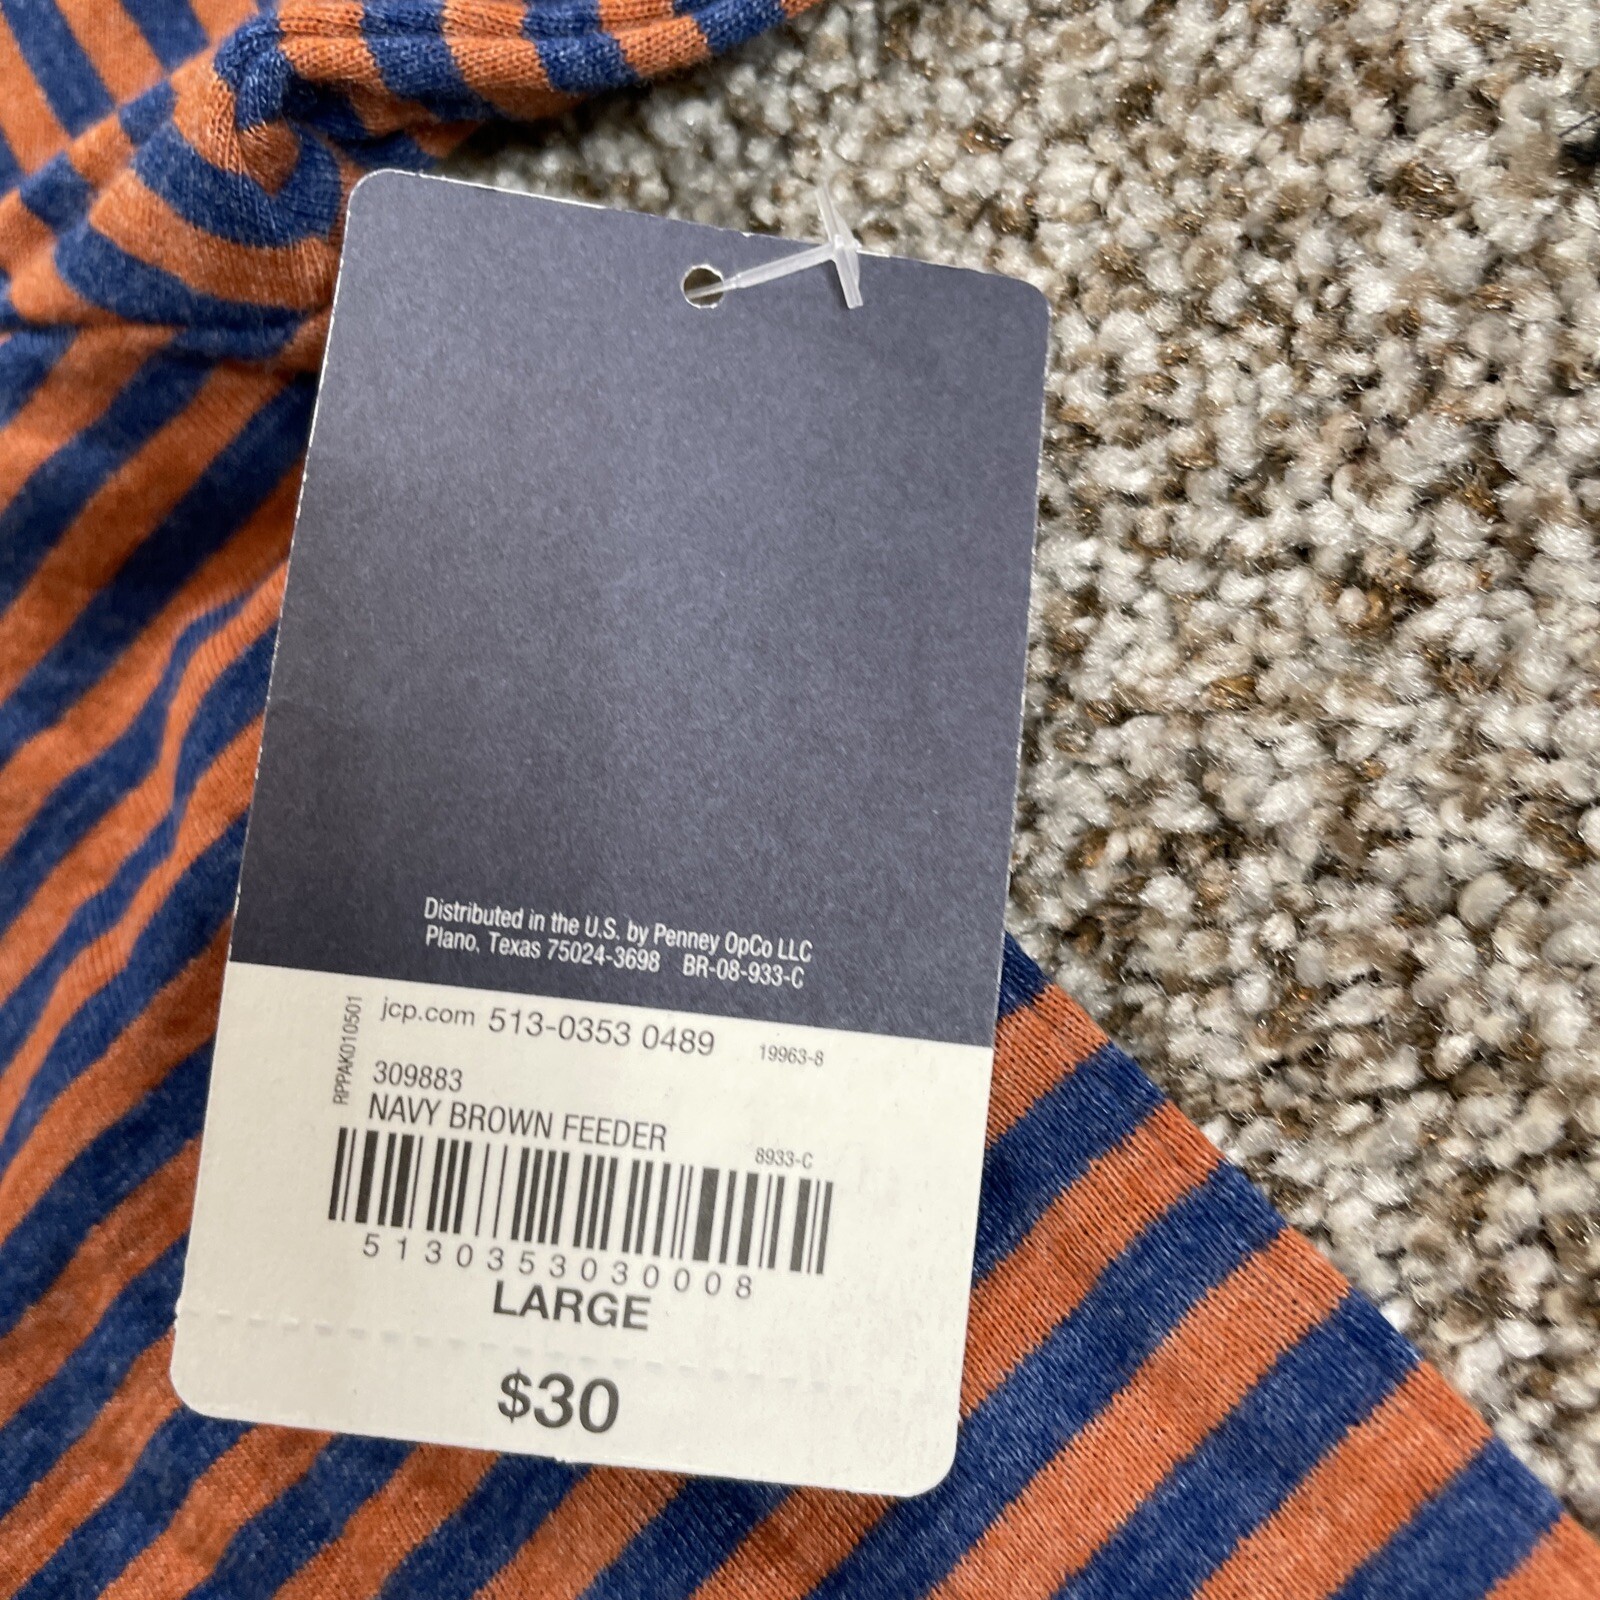 Distributed in the U.S. by Penney OpCo LLC
Plano, Texas 75024-3698 BR-08-933-C
RPPAK010501
jcp.com 513-0353 0489 19963-8
309883
NAVY BROWN FEEDER
8933-C
5130353030008
LARGE
$30